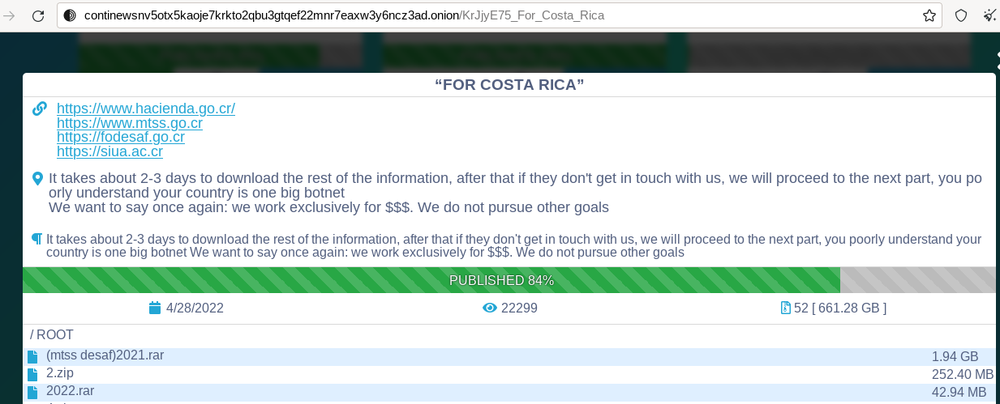 continewsnv5otx5kaoje7krkto2qbu3gtqef22mnr7eaxw3y6ncz3ad.onion/KrJjyE75_For_Costa_Rica
“FOR COSTA RICA”
https://www.hacienda.go.cr/
https://www.mtss.go.cr
https://fodesaf.go.cr
https://siua.ac.cr
It takes about 2-3 days to download the rest of the information, after that if they don't get in touch with us, we will proceed to the next part, you po
orly understand your country is one big botnet
We want to say once again: we work exclusively for $$$. We do not pursue other goals
It takes about 2-3 days to download the rest of the information, after that if they don't get in touch with us, we will proceed to the next part, you poorly understand your
country is one big botnet We want to say once again: we work exclusively for $$$. We do not pursue other goals
PUBLISHED 84%
4/28/2022 22299 52 [ 661.28 GB ]
/ ROOT
(mtss desaf)2021.rar 1.94 GB
2.zip 252.40 MB
2022.rar 42.94 MB